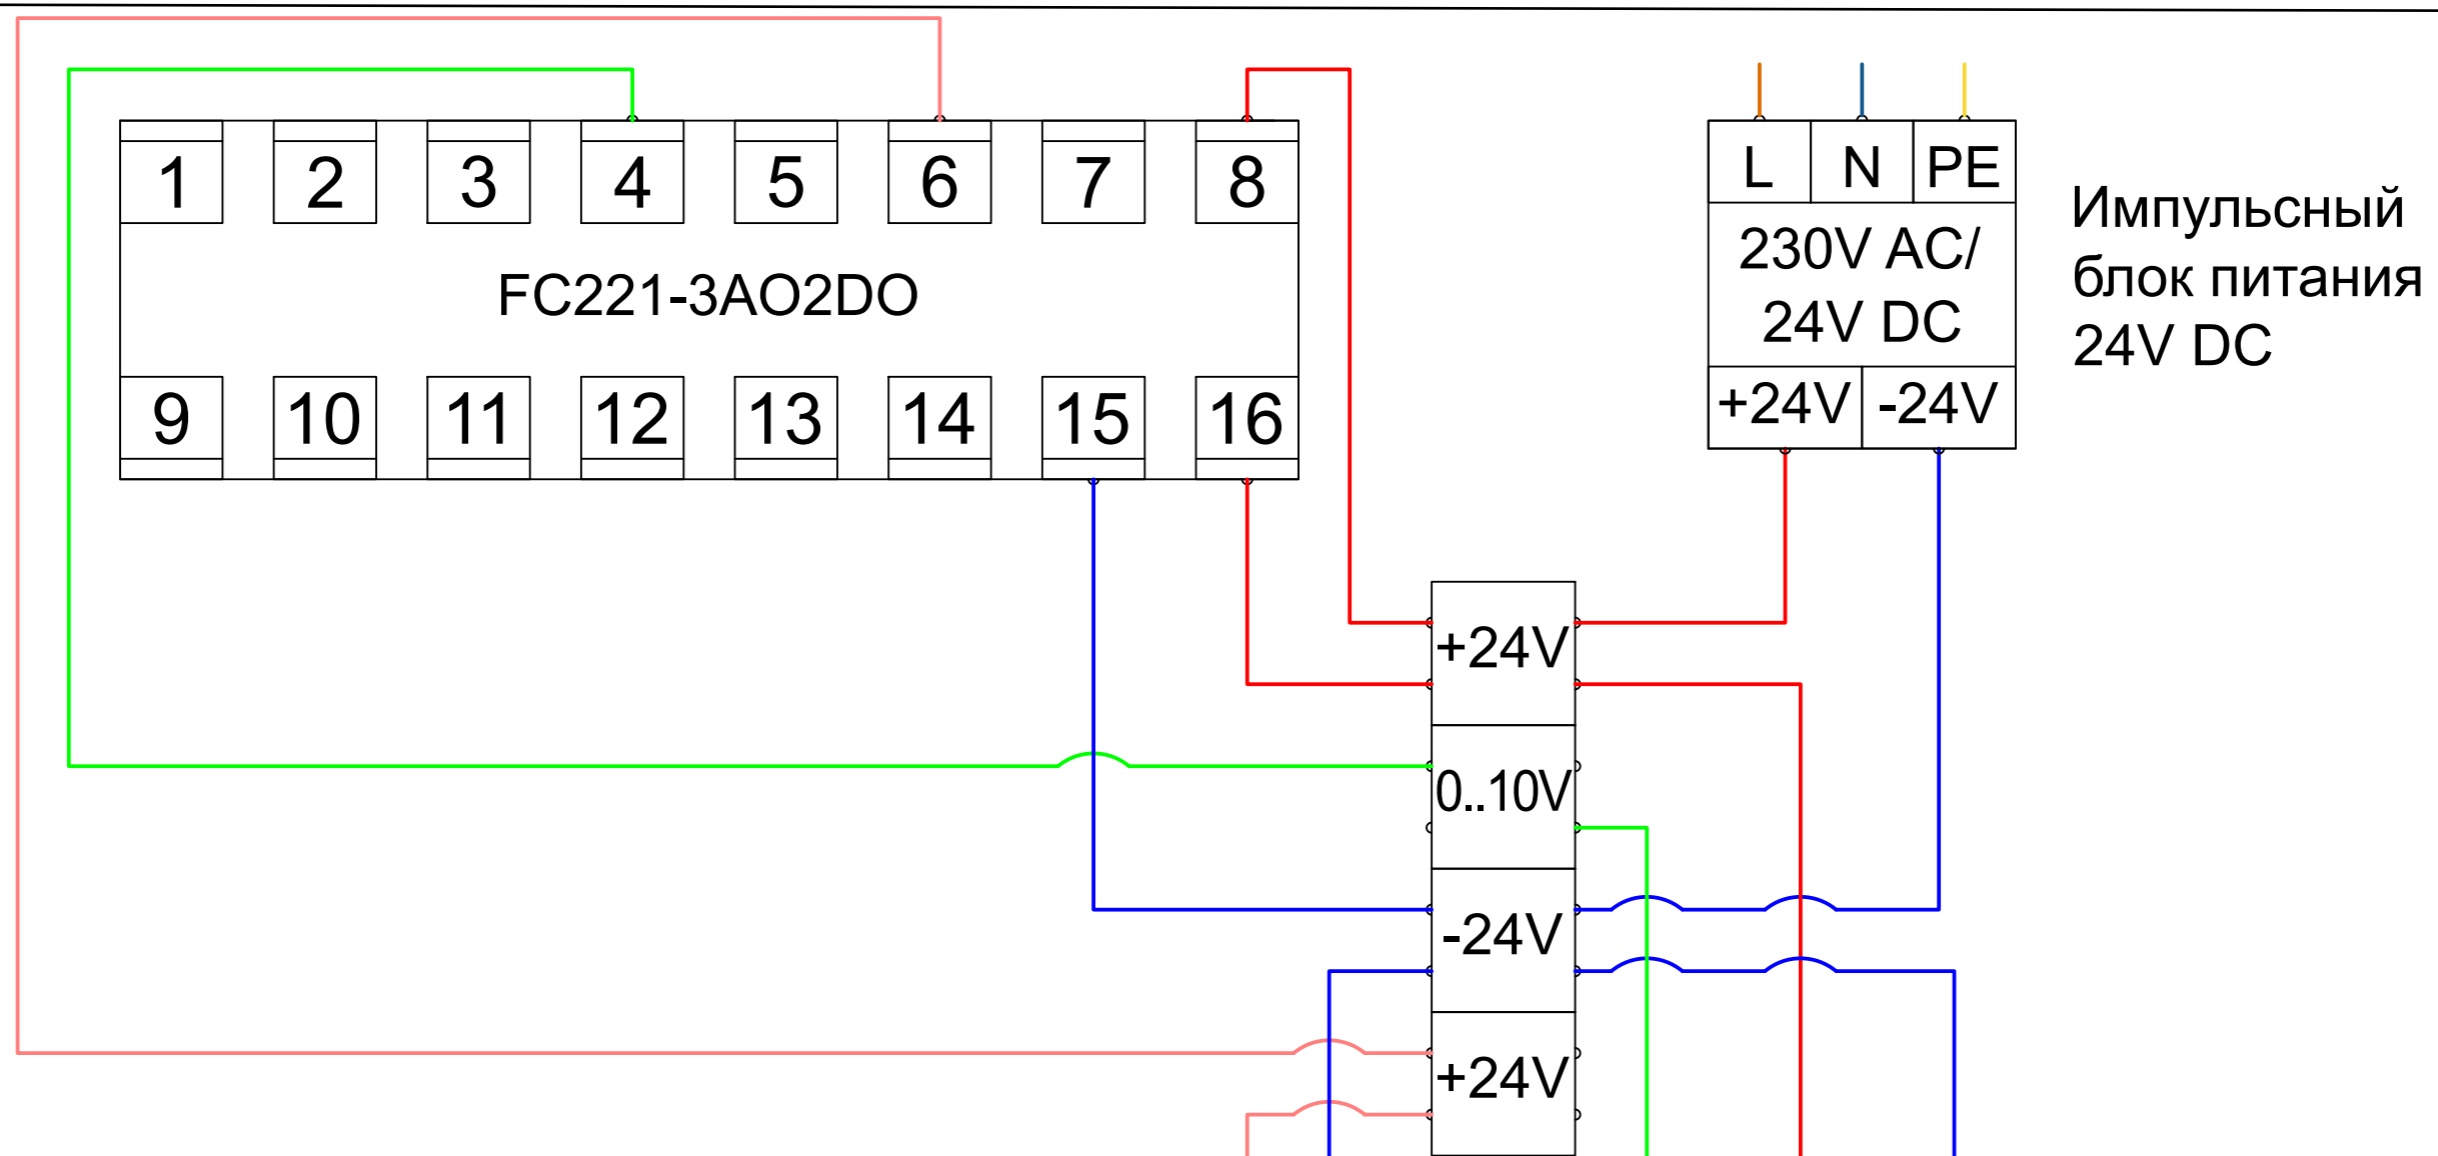 1 2 3 4 5 6 7 8
FC221-3AO2DO
9 10 11 12 13 14 15 16
L N PE
230V AC/
24V DC
+24V -24V
Импульсный
блок питания
24V DC
+24V
0..10V
-24V
+24V